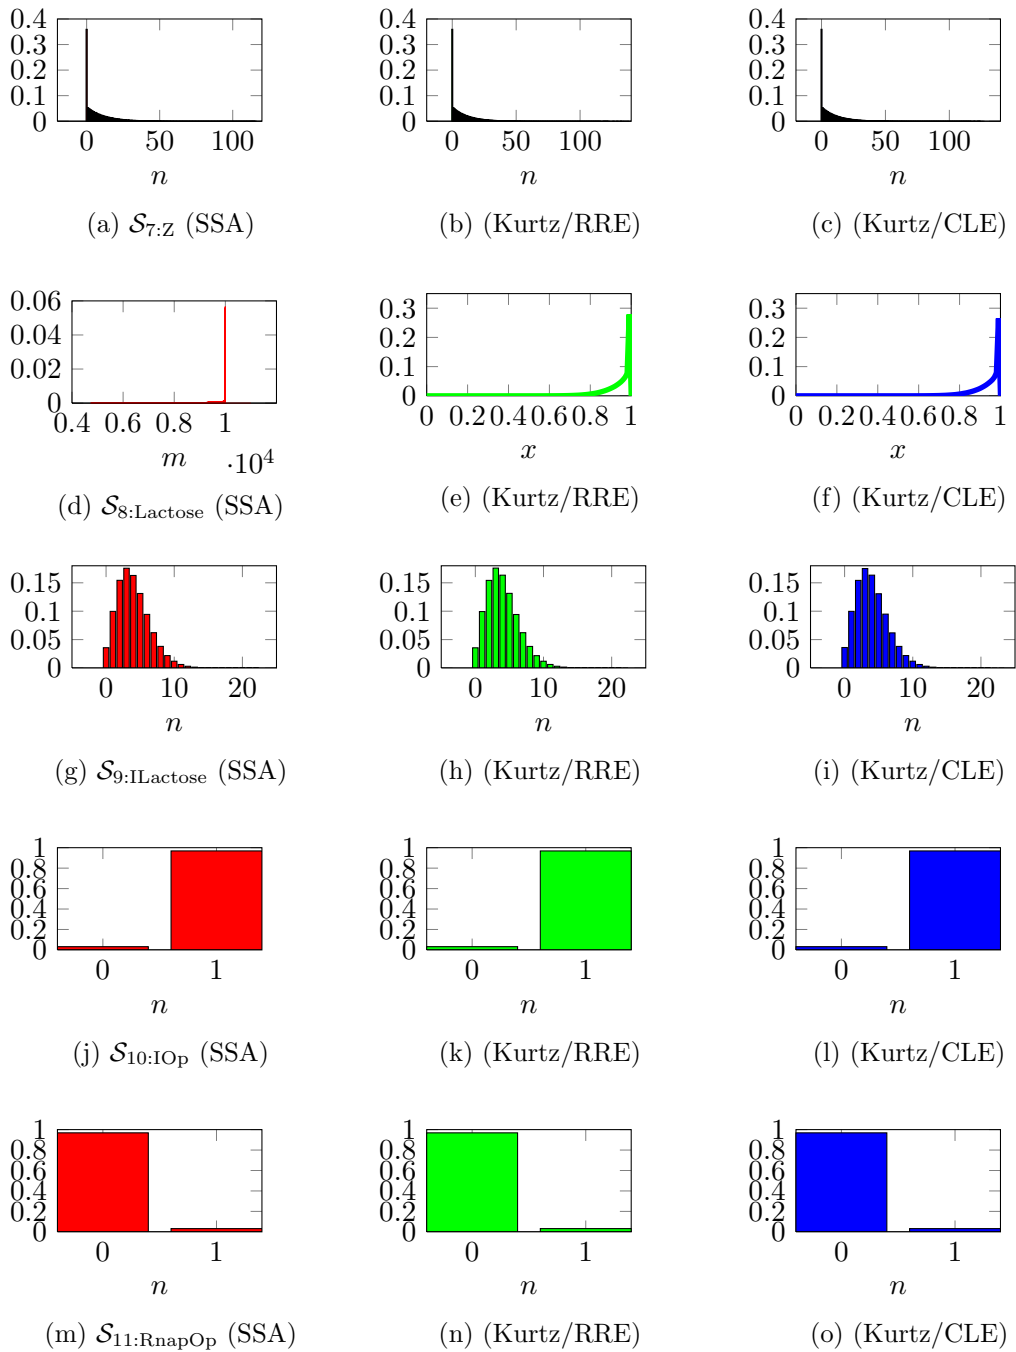 0.4 0.4 0.4
0.3 0.3 0.3
0.2 0.2 0.2
0.1 0.1 0.1
0 0 0
0 50 100 0 50 100 0 50 100
n n n
(a) S7:Z (SSA) (b) (Kurtz/RRE) (c) (Kurtz/CLE)
0.06 0.3 0.3
0.04 0.2 0.2
0.02 0.1 0.1
0 0 0
0.4 0.6 0.8 1 0 0.2 0.4 0.6 0.8 1 0 0.2 0.4 0.6 0.8 1
m ·10^4 x x
(d) S8:Lactose (SSA) (e) (Kurtz/RRE) (f) (Kurtz/CLE)
0.15 0.15 0.15
0.1 0.1 0.1
0.05 0.05 0.05
0 0 0
0 10 20 0 10 20 0 10 20
n n n
(g) S9:ILactose (SSA) (h) (Kurtz/RRE) (i) (Kurtz/CLE)
1 1 1
0.8 0.8 0.8
0.6 0.6 0.6
0.4 0.4 0.4
0.2 0.2 0.2
0 0 0
0 1 0 1 0 1
n n n
(j) S10:IOp (SSA) (k) (Kurtz/RRE) (l) (Kurtz/CLE)
1 1 1
0.8 0.8 0.8
0.6 0.6 0.6
0.4 0.4 0.4
0.2 0.2 0.2
0 0 0
0 1 0 1 0 1
n n n
(m) S11:RnapOp (SSA) (n) (Kurtz/RRE) (o) (Kurtz/CLE)